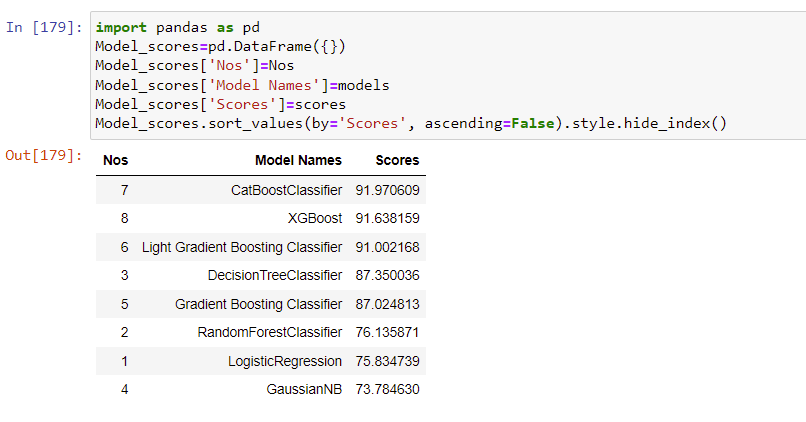 In [179]: import pandas as pd
Model_scores=pd.DataFrame({})
Model_scores['Nos']=Nos
Model_scores['Model Names']=models
Model_scores['Scores']=scores
Model_scores.sort_values(by='Scores', ascending=False).style.hide_index()
Out[179]: Nos Model Names Scores
7 CatBoostClassifier 91.970609
8 XGBoost 91.638159
6 Light Gradient Boosting Classifier 91.002168
3 DecisionTreeClassifier 87.350036
5 Gradient Boosting Classifier 87.024813
2 RandomForestClassifier 76.135871
1 LogisticRegression 75.834739
4 GaussianNB 73.784630